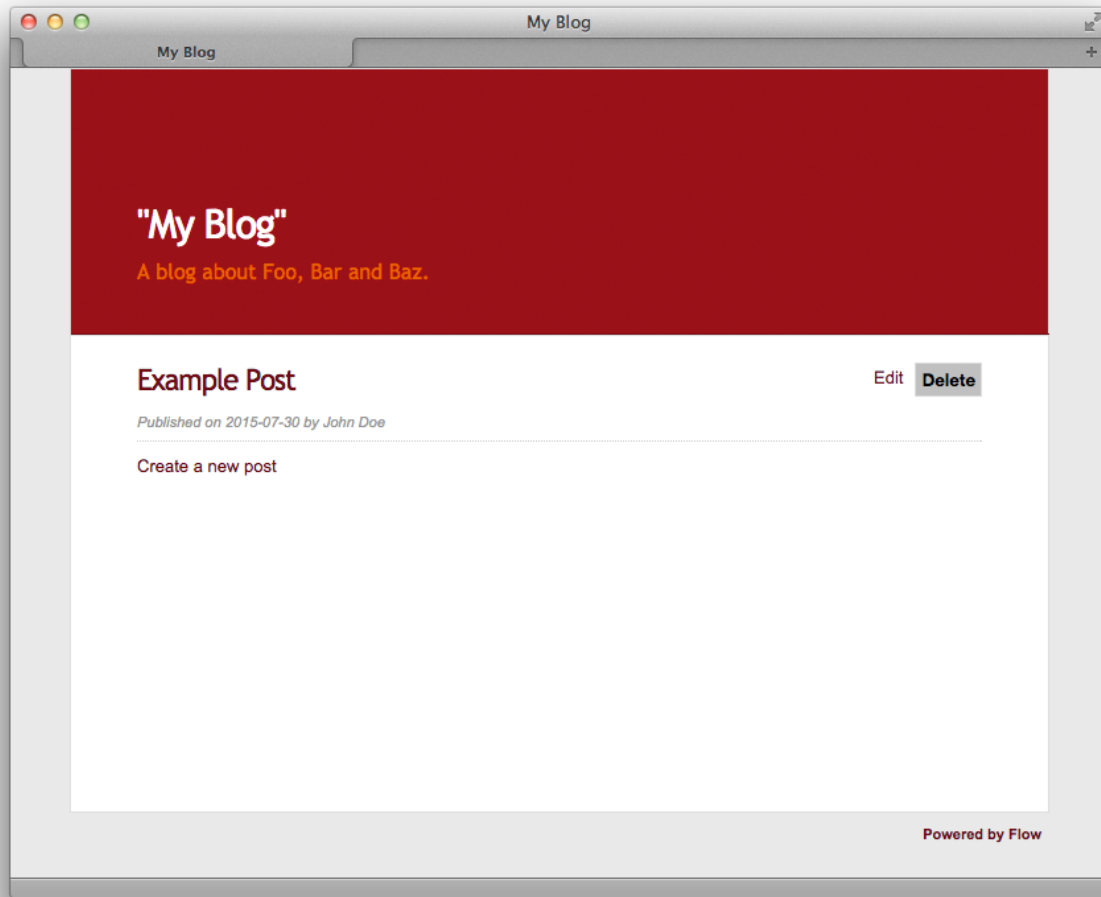 My Blog
My Blog
"My Blog"
A blog about Foo, Bar and Baz.
Example Post
Edit
Delete
Published on 2015-07-30 by John Doe
Create a new post
Powered by Flow